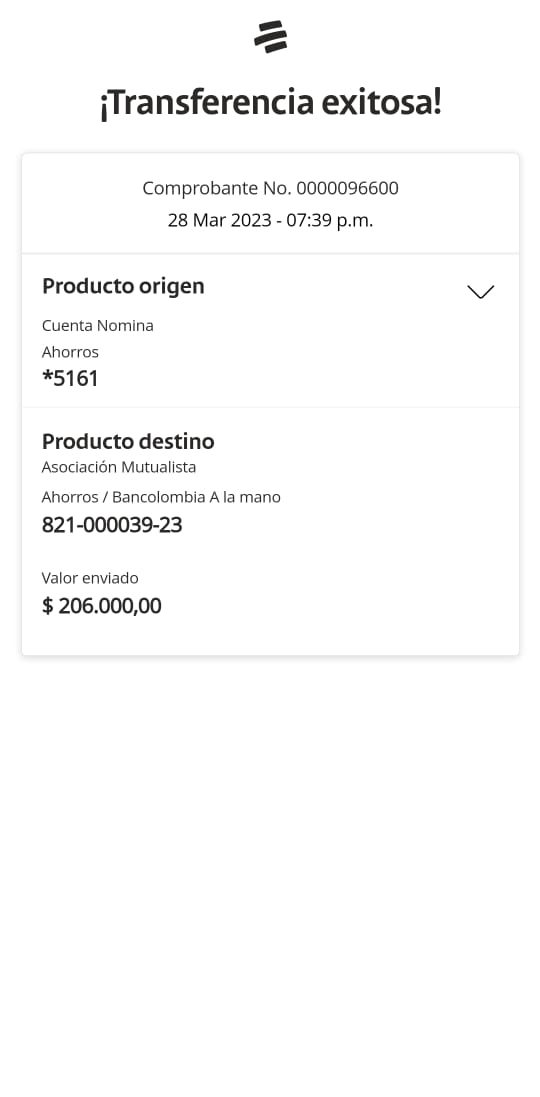 ¡Transferencia exitosa!
Comprobante No. 0000096600
28 Mar 2023 - 07:39 p.m.
Producto origen
Cuenta Nomina
Ahorros
*5161
Producto destino
Asociación Mutualista
Ahorros / Bancolombia A la mano
821-000039-23
Valor enviado
$ 206.000,00